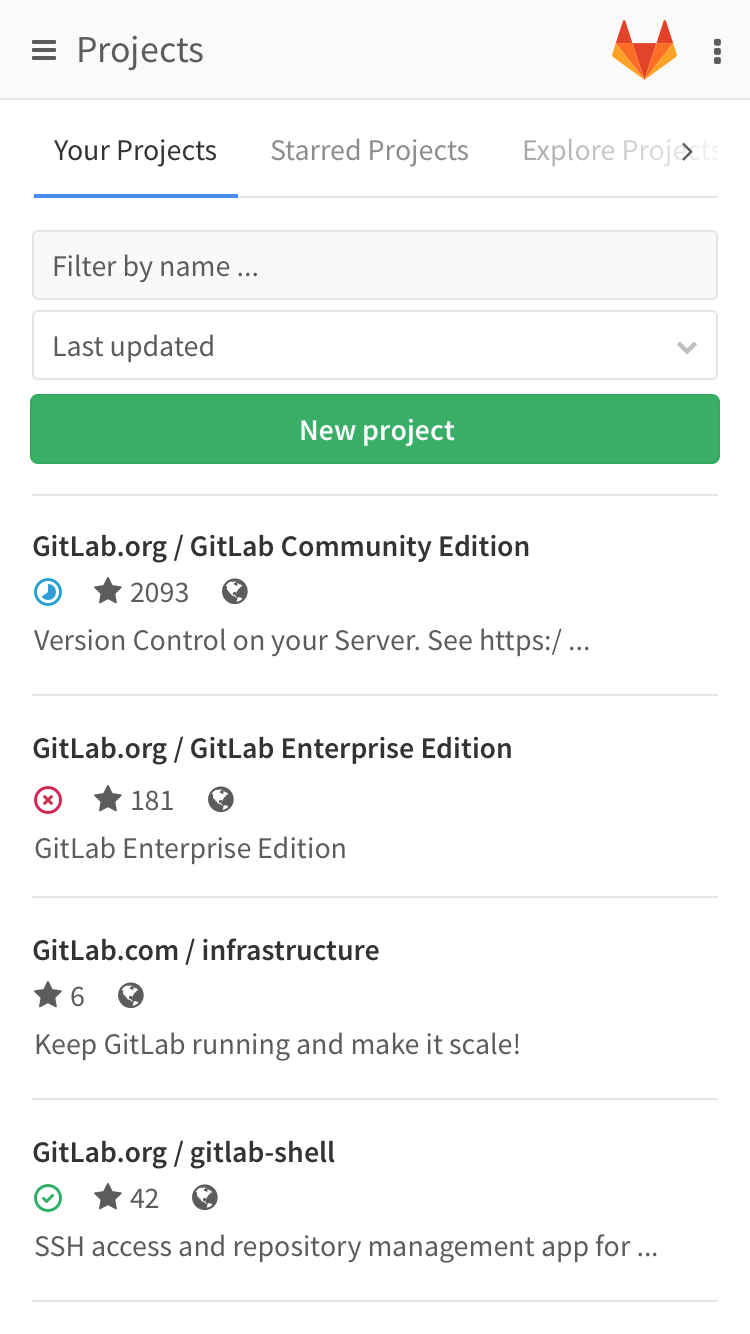 Projects
Your Projects Starred Projects Explore Projects
Filter by name ...
Last updated
New project
GitLab.org / GitLab Community Edition
2093
Version Control on your Server. See https:/ ...
GitLab.org / GitLab Enterprise Edition
181
GitLab Enterprise Edition
GitLab.com / infrastructure
6
Keep GitLab running and make it scale!
GitLab.org / gitlab-shell
42
SSH access and repository management app for ...